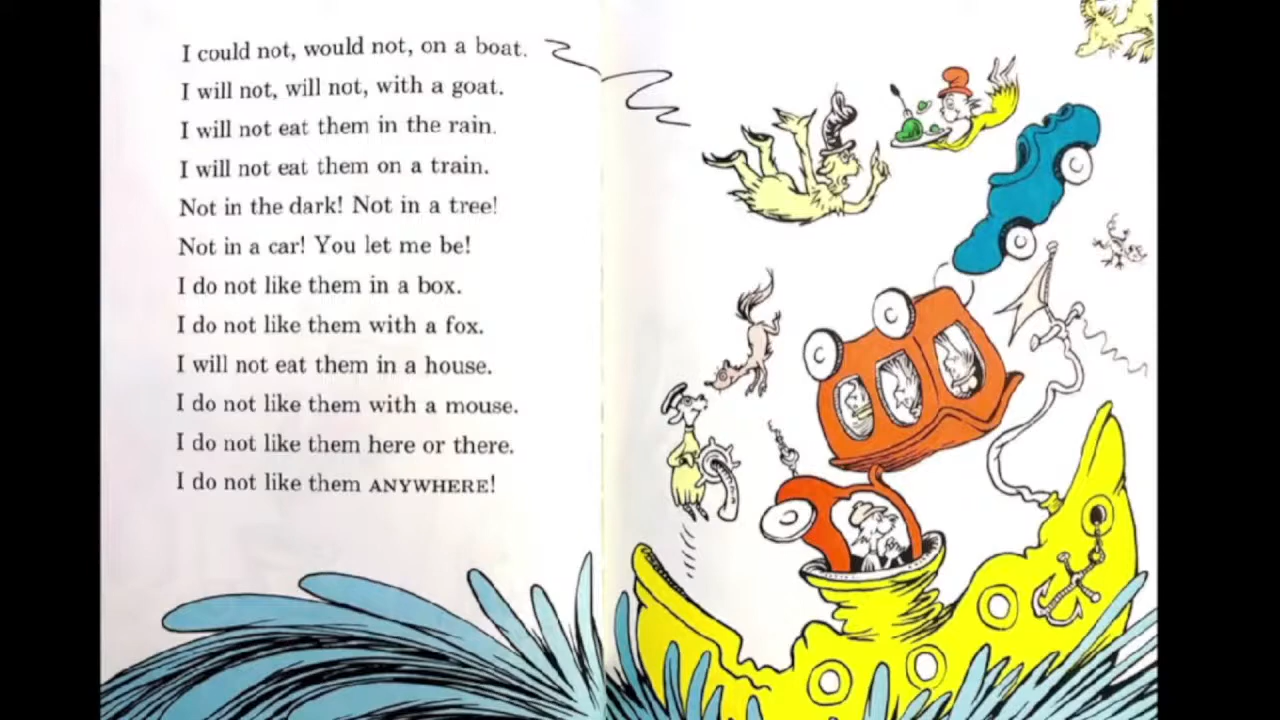 I could not, would not, on a boat.
I will not, will not, with a goat.
I will not eat them in the rain.
I will not eat them on a train.
Not in the dark! Not in a tree!
Not in a car! You let me be!
I do not like them in a box.
I do not like them with a fox.
I will not eat them in a house.
I do not like them with a mouse.
I do not like them here or there.
I do not like them ANYWHERE!